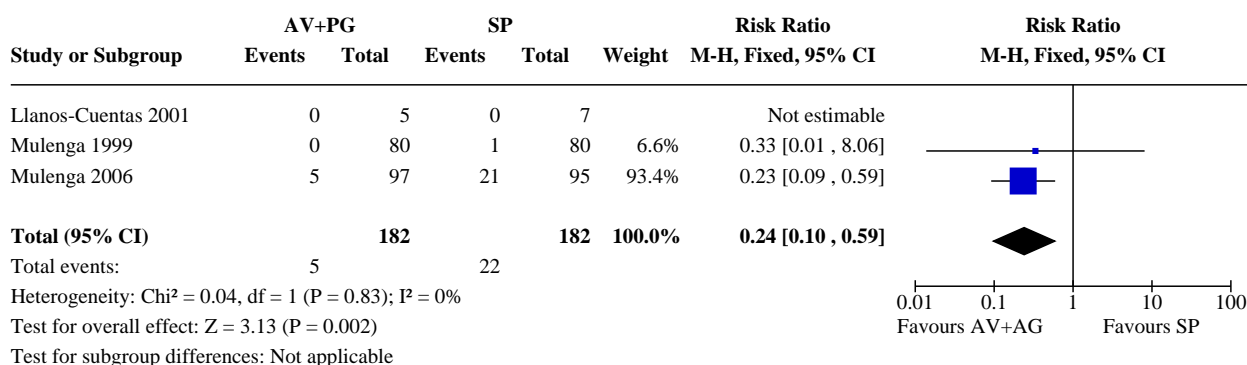 AV+PG SP Risk Ratio Risk Ratio
Study or Subgroup Events Total Events Total Weight M-H, Fixed, 95% CI M-H, Fixed, 95% CI
Llanos-Cuentas 2001 0 5 0 7 Not estimable
Mulenga 1999 0 80 1 80 6.6% 0.33 [0.01 , 8.06]
Mulenga 2006 5 97 21 95 93.4% 0.23 [0.09 , 0.59]
Total (95% CI) 182 182 100.0% 0.24 [0.10 , 0.59]
Total events: 5 22
Heterogeneity: Chi² = 0.04, df = 1 (P = 0.83); I² = 0%
Test for overall effect: Z = 3.13 (P = 0.002)
Test for subgroup differences: Not applicable
0.01 0.1 1 10 100
Favours AV+AG Favours SP